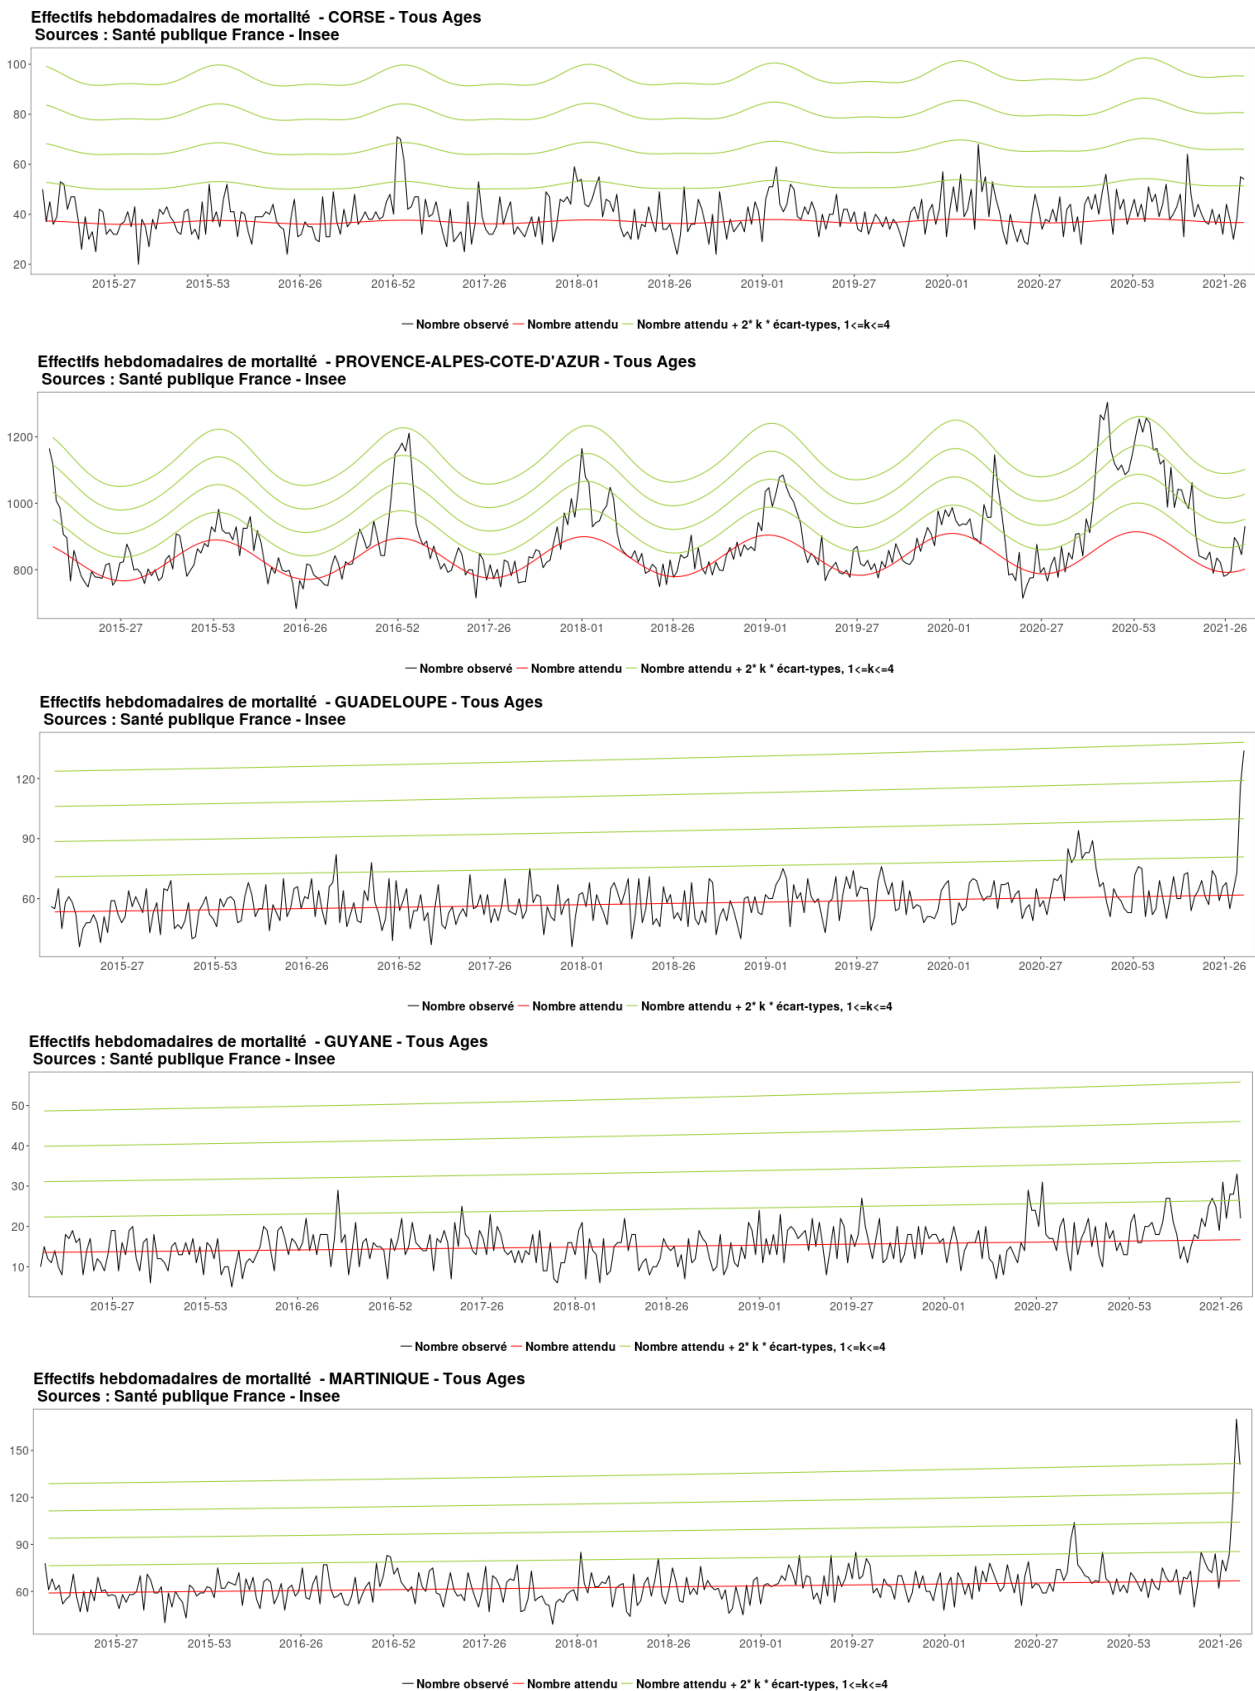 Effectifs hebdomadaires de mortalité - CORSE - Tous Ages
Sources : Santé publique France - Insee
100
80
60
40
20
2015-27 2015-53 2016-26 2016-52 2017-26 2018-01 2018-26 2019-01 2019-27 2020-01 2020-27 2020-53 2021-26
Nombre observé Nombre attendu Nombre attendu + 2* k * écart-types, 1<=k<=4
Effectifs hebdomadaires de mortalité - PROVENCE-ALPES-COTE-D'AZUR - Tous Ages
Sources : Santé publique France - Insee
1200
1000
800
2015-27 2015-53 2016-26 2016-52 2017-26 2018-01 2018-26 2019-01 2019-27 2020-01 2020-27 2020-53 2021-26
Nombre observé Nombre attendu Nombre attendu + 2* k * écart-types, 1<=k<=4
Effectifs hebdomadaires de mortalité - GUADELOUPE - Tous Ages
Sources : Santé publique France - Insee
120
90
60
2015-27 2015-53 2016-26 2016-52 2017-26 2018-01 2018-26 2019-01 2019-27 2020-01 2020-27 2020-53 2021-26
Nombre observé Nombre attendu Nombre attendu + 2* k * écart-types, 1<=k<=4
Effectifs hebdomadaires de mortalité - GUYANE - Tous Ages
Sources : Santé publique France - Insee
50
40
30
20
10
2015-27 2015-53 2016-26 2016-52 2017-26 2018-01 2018-26 2019-01 2019-27 2020-01 2020-27 2020-53 2021-26
Nombre observé Nombre attendu Nombre attendu + 2* k * écart-types, 1<=k<=4
Effectifs hebdomadaires de mortalité - MARTINIQUE - Tous Ages
Sources : Santé publique France - Insee
150
120
90
60
2015-27 2015-53 2016-26 2016-52 2017-26 2018-01 2018-26 2019-01 2019-27 2020-01 2020-27 2020-53 2021-26
Nombre observé Nombre attendu Nombre attendu + 2* k * écart-types, 1<=k<=4